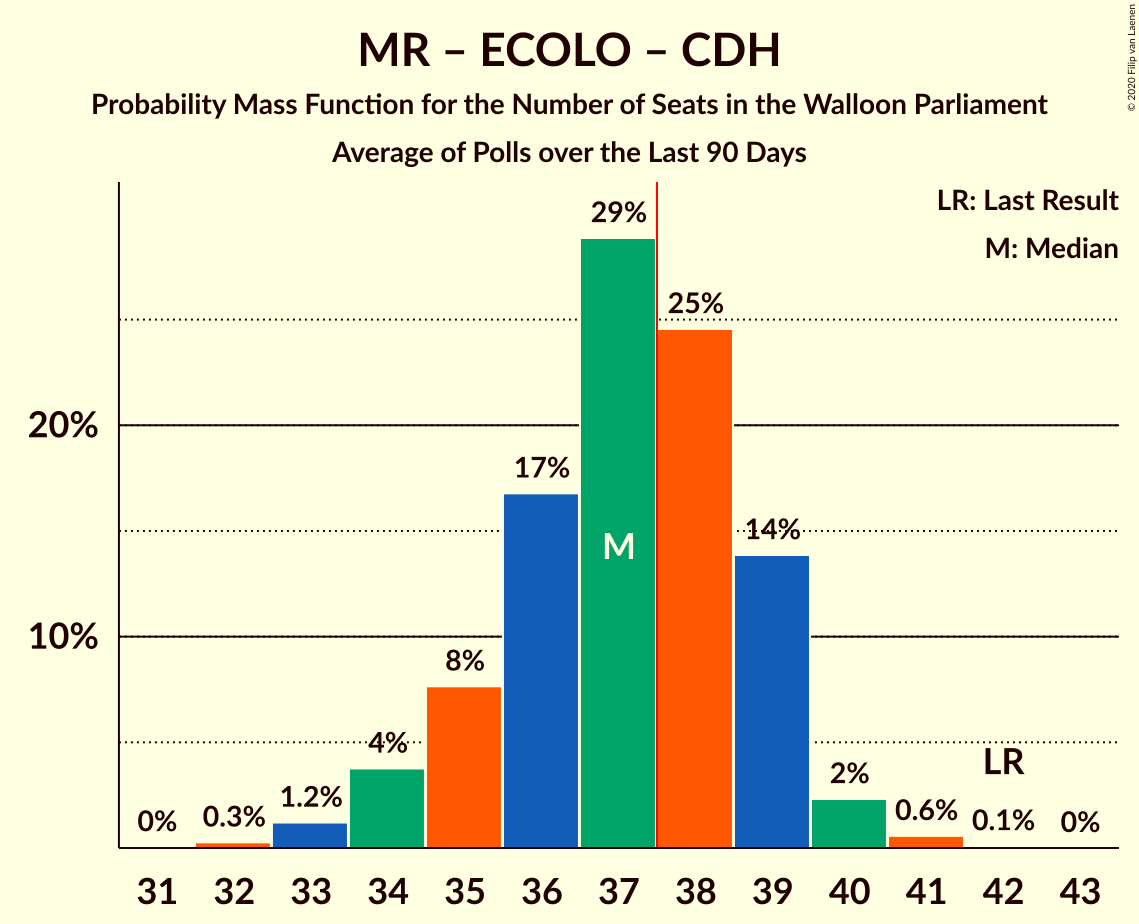 MR – ECOLO – CDH
Probability Mass Function for the Number of Seats in the Walloon Parliament
Average of Polls over the Last 90 Days
© 2020 Filip van Laenen
LR: Last Result
M: Median
29%
25%
20%
17%
14%
M
10%
8%
4%
LR
2%
1.2%
0.6%
0% 0.3% 0.1% 0%
31 32 33 34 35 36 37 38 39 40 41 42 43